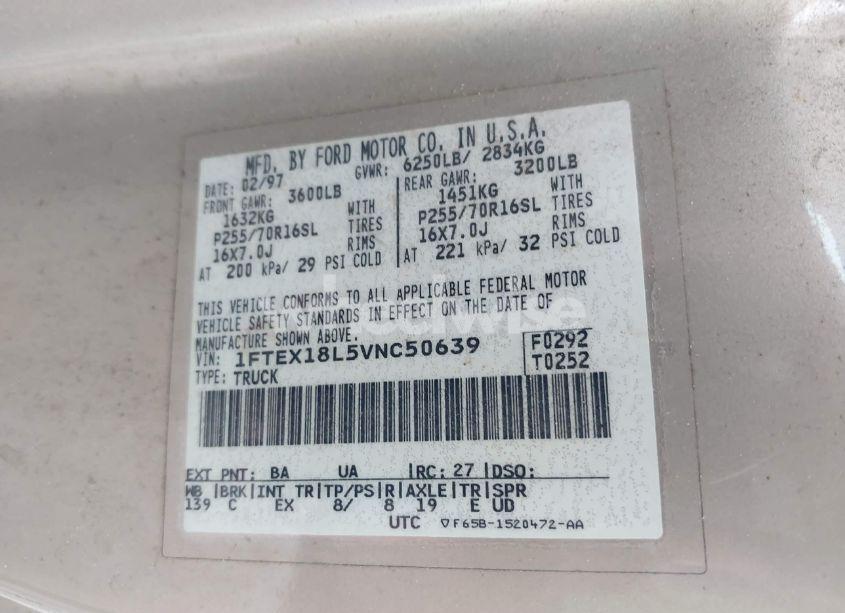 MFD. BY FORD MOTOR CO. IN U.S.A.
DATE: 02/97 GVWR: 6250LB/ 2834KG
FRONT GAWR: 3600LB REAR GAWR: 3200LB
1632KG WITH 1451KG WITH
P255/70R16SL TIRES P255/70R16SL TIRES
16X7.0J RIMS 16X7.0J RIMS
AT 200 kPa/ 29 PSI COLD AT 221 kPa/ 32 PSI COLD
THIS VEHICLE CONFORMS TO ALL APPLICABLE FEDERAL MOTOR
VEHICLE SAFETY STANDARDS IN EFFECT ON THE DATE OF
MANUFACTURE SHOWN ABOVE.
VIN: 1FTEX18L5VNC50639 F0292
TYPE: TRUCK T0252
EXT PNT: BA UA |RC: 27 |DSO:
WB |BRK|INT TR|TP/PS|R|AXLE|TR|SPR
139 C EX 8/ 8 19 E UD
UTC ▽F65B-1520472-AA